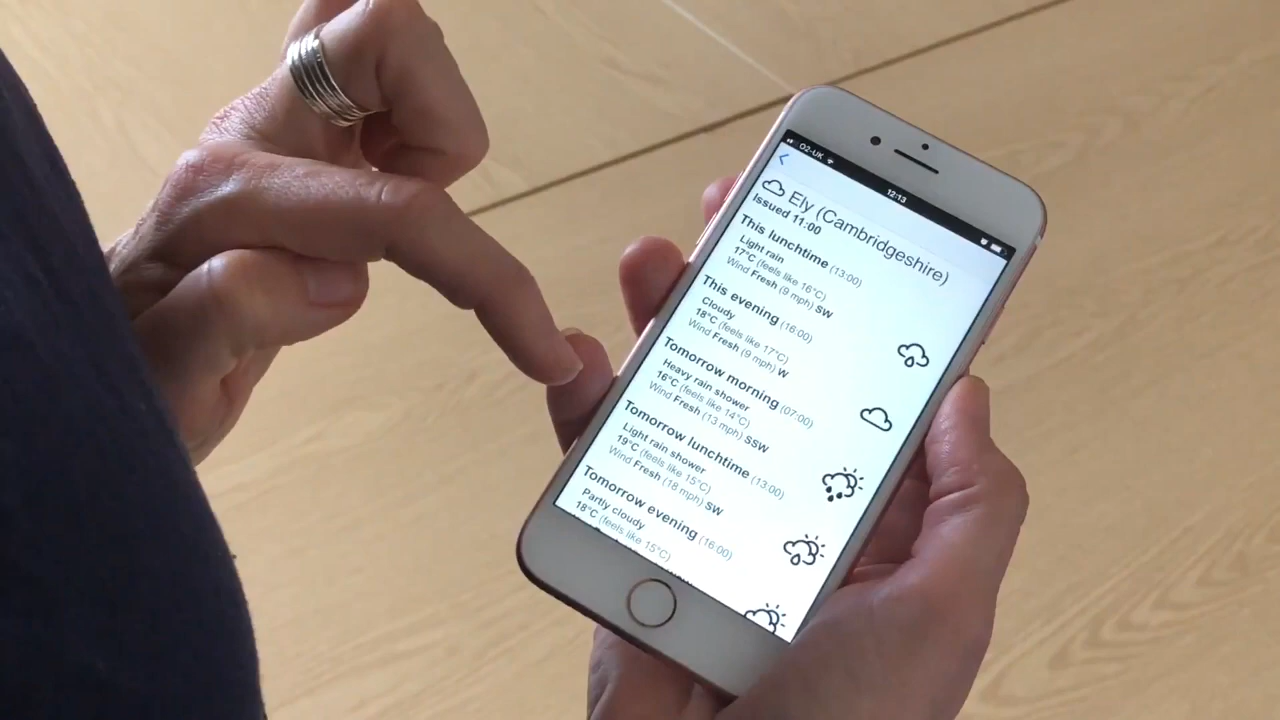 O2-UK
12:13
Ely (Cambridgeshire)
Issued 11:00
This lunchtime (13:00)
Light rain
17°C (feels like 16°C)
Wind Fresh (9 mph) SW
This evening (16:00)
Cloudy
18°C (feels like 17°C)
Wind Fresh (9 mph) W
Tomorrow morning (07:00)
Heavy rain shower
16°C (feels like 14°C)
Wind Fresh (13 mph) SSW
Tomorrow lunchtime (13:00)
Light rain shower
19°C (feels like 15°C)
Wind Fresh (18 mph) SW
Tomorrow evening (16:00)
Partly cloudy
18°C (feels like 15°C)